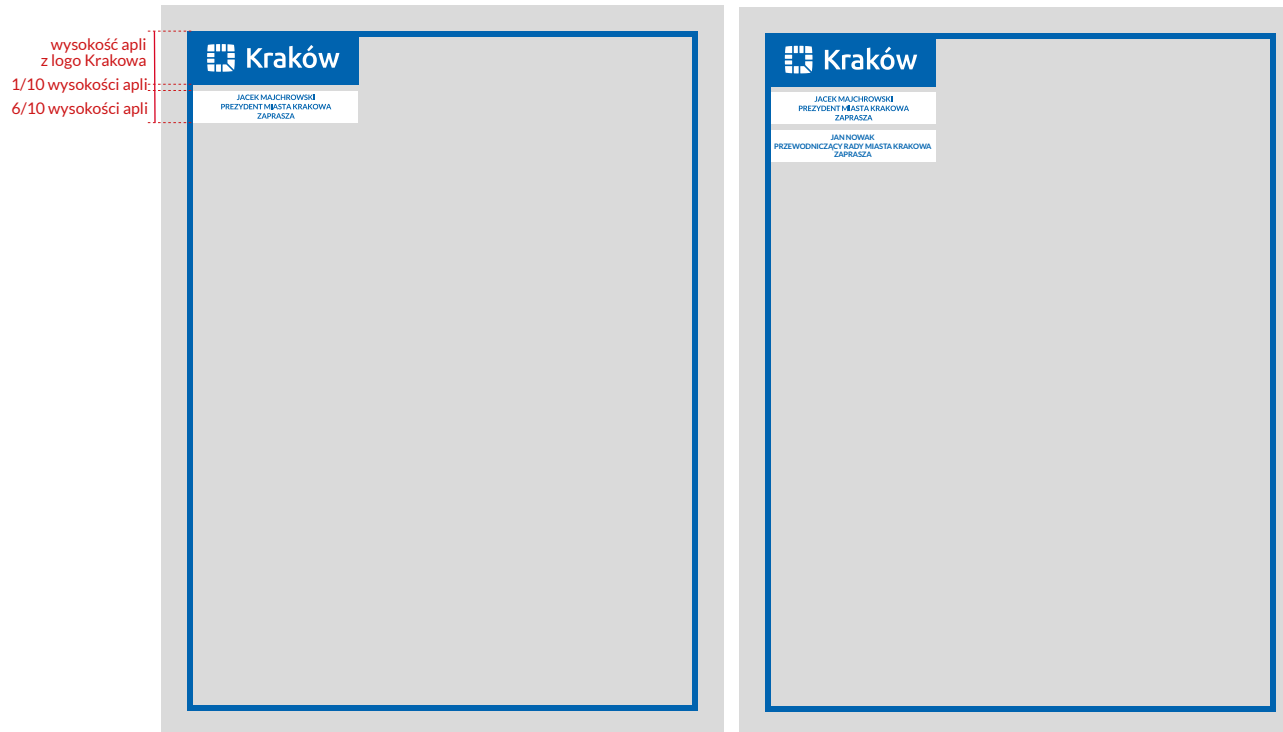 wysokość apli
z logo Krakowa
1/10 wysokości apli
6/10 wysokości apli
Kraków
JACEK MAJCHROWSKI
PREZYDENT MIASTA KRAKOWA
ZAPRASZA
Kraków
JACEK MAJCHROWSKI
PREZYDENT MIASTA KRAKOWA
ZAPRASZA
JAN NOWAK
PRZEWODNICZĄCY RADY MIASTA KRAKOWA
ZAPRASZA